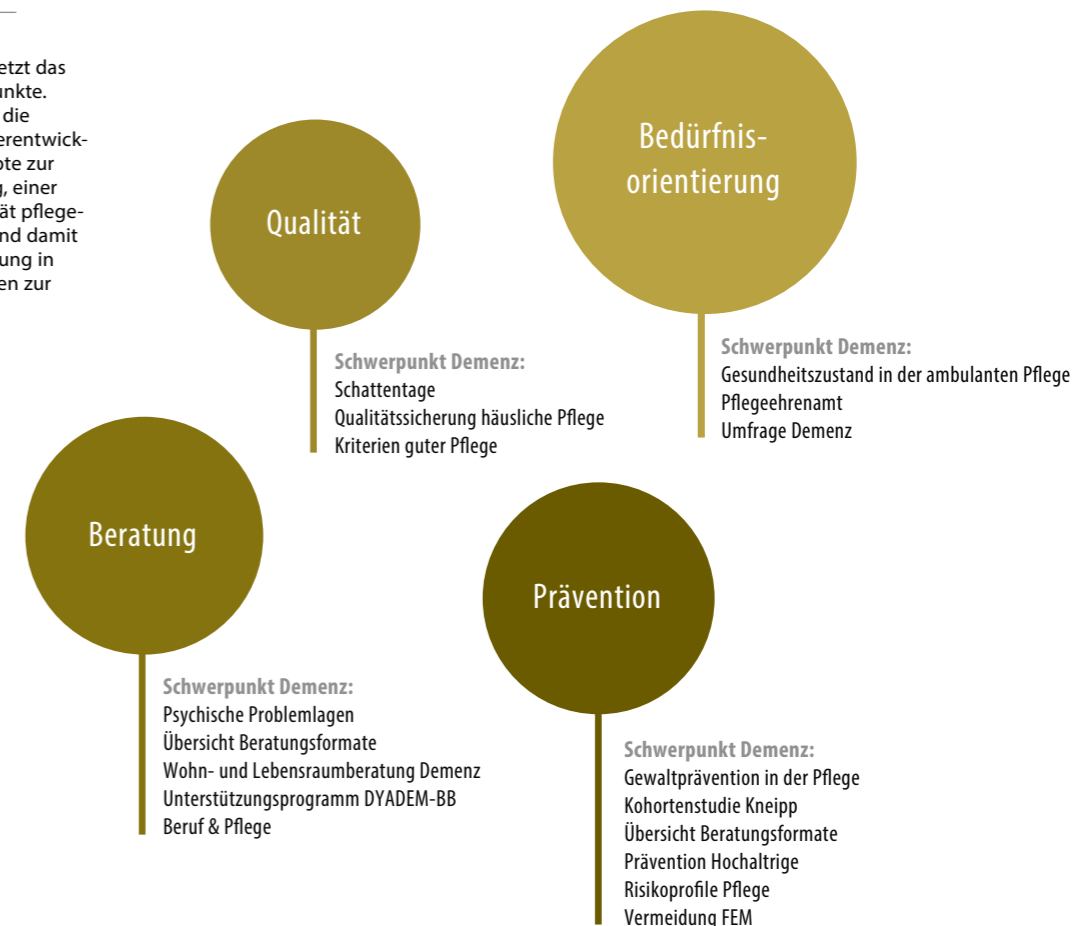 etzt das
unkte.
die
erentwick-
pte zur
g, einer
tät pflege-
nd damit
ung in
en zur
Qualität
Schwerpunkt Demenz:
Schattentage
Qualitätssicherung häusliche Pflege
Kriterien guter Pflege
Bedürfnis-
orientierung
Schwerpunkt Demenz:
Gesundheitszustand in der ambulanten Pflege
Pflegeehrenamt
Umfrage Demenz
Beratung
Schwerpunkt Demenz:
Psychische Problemlagen
Übersicht Beratungsformate
Wohn- und Lebensraumberatung Demenz
Unterstützungsprogramm DYADEM-BB
Beruf & Pflege
Prävention
Schwerpunkt Demenz:
Gewaltprävention in der Pflege
Kohortenstudie Kneipp
Übersicht Beratungsformate
Prävention Hochaltrige
Risikoprofile Pflege
Vermeidung FEM